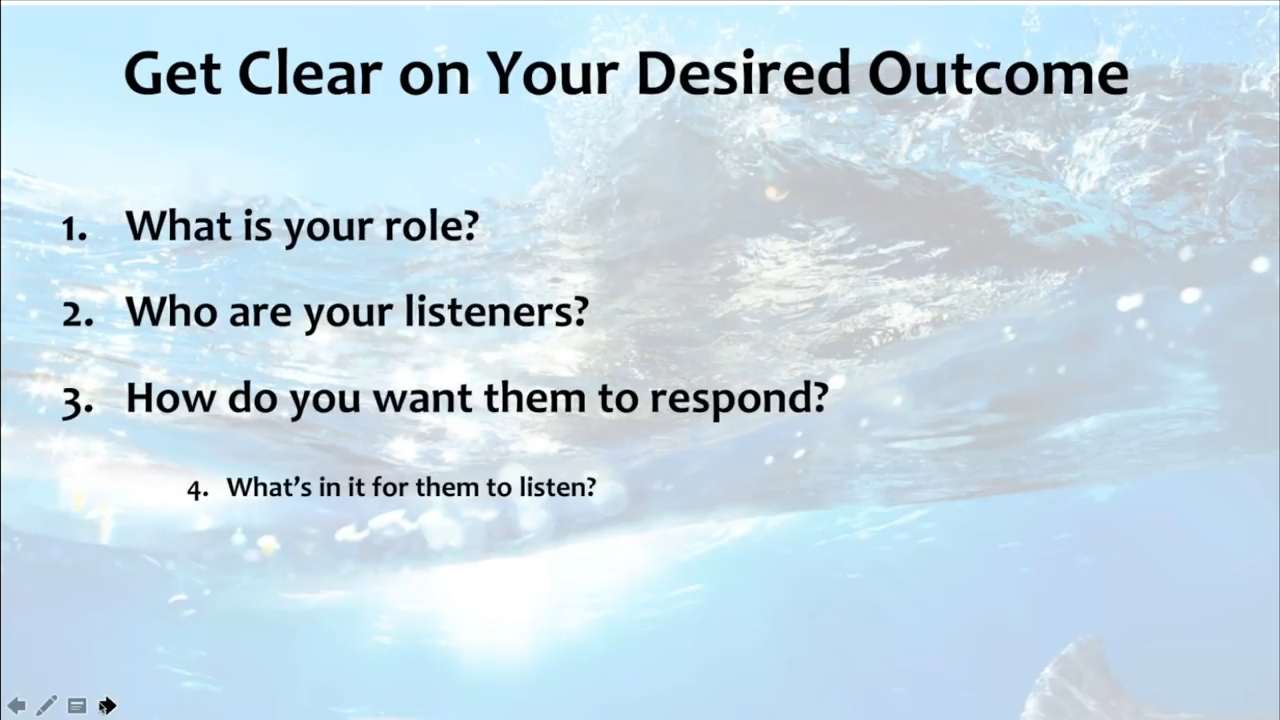 Get Clear on Your Desired Outcome
1. What is your role?
2. Who are your listeners?
3. How do you want them to respond?
4. What’s in it for them to listen?